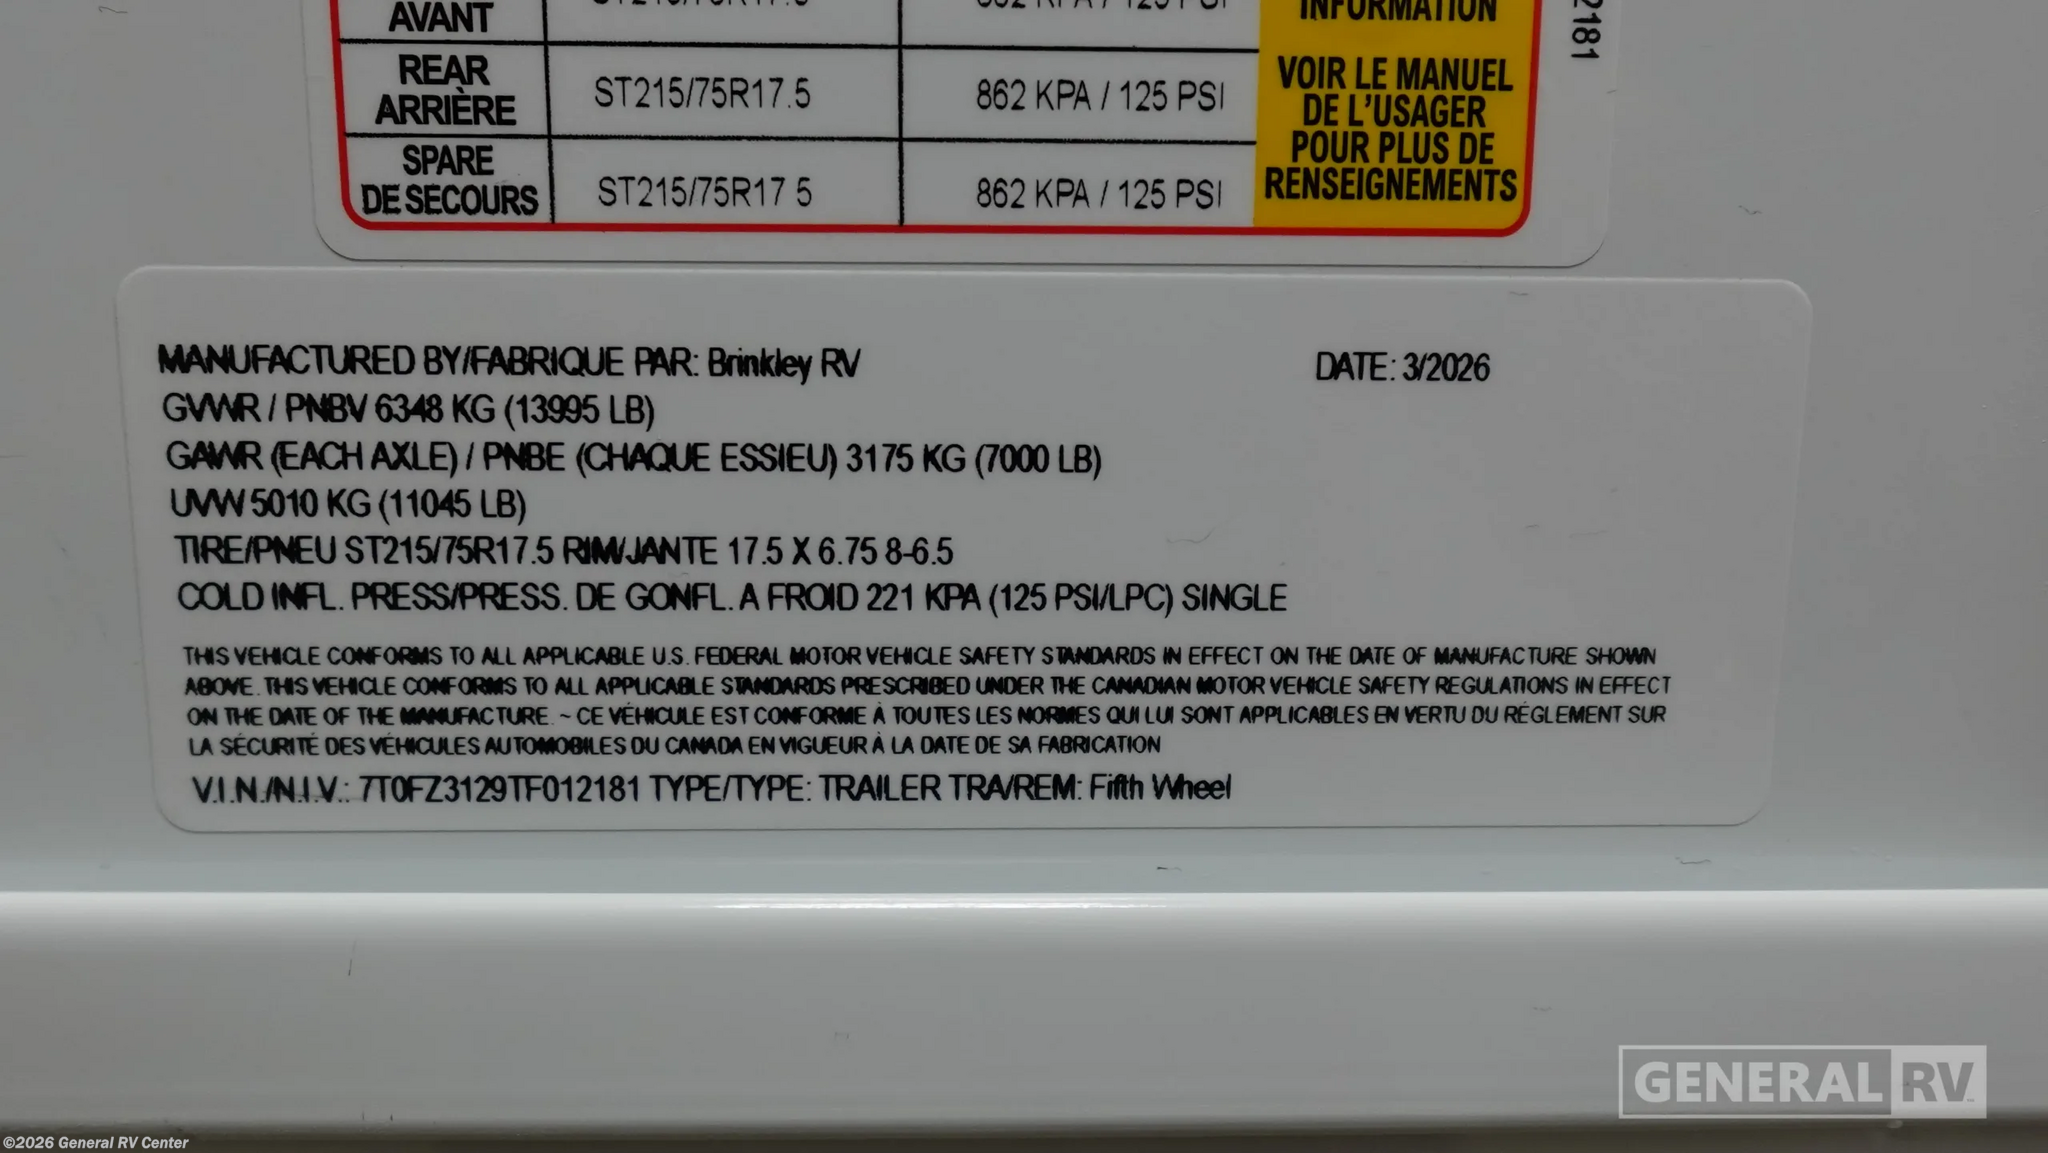 AVANT ST215/75R17.5 862 KPA / 125 PSI INFORMATION
REAR
ARRIÈRE ST215/75R17.5 862 KPA / 125 PSI
SPARE
DE SECOURS ST215/75R17 5 862 KPA / 125 PSI
VOIR LE MANUEL
DE L'USAGER
POUR PLUS DE
RENSEIGNEMENTS
2181
MANUFACTURED BY/FABRIQUE PAR: Brinkley RV DATE: 3/2026
GVWR / PNBV 6348 KG (13995 LB)
GAWR (EACH AXLE) / PNBE (CHAQUE ESSIEU) 3175 KG (7000 LB)
UVW 5010 KG (11045 LB)
TIRE/PNEU ST215/75R17.5 RIM/JANTE 17.5 X 6.75 8-6.5
COLD INFL. PRESS/PRESS. DE GONFL. A FROID 221 KPA (125 PSI/LPC) SINGLE
THIS VEHICLE CONFORMS TO ALL APPLICABLE U.S. FEDERAL MOTOR VEHICLE SAFETY STANDARDS IN EFFECT ON THE DATE OF MANUFACTURE SHOWN
ABOVE. THIS VEHICLE CONFORMS TO ALL APPLICABLE STANDARDS PRESCRIBED UNDER THE CANADIAN MOTOR VEHICLE SAFETY REGULATIONS IN EFFECT
ON THE DATE OF THE MANUFACTURE. ~ CE VÉHICULE EST CONFORME À TOUTES LES NORMES QUI LUI SONT APPLICABLES EN VERTU DU RÉGLEMENT SUR
LA SÉCURITÉ DES VÉHICULES AUTOMOBILES DU CANADA EN VIGUEUR À LA DATE DE SA FABRICATION
V.I.N./N.I.V.: 7T0FZ3129TF012181 TYPE/TYPE: TRAILER TRA/REM: Fifth Wheel
GENERAL RV
©2026 General RV Center